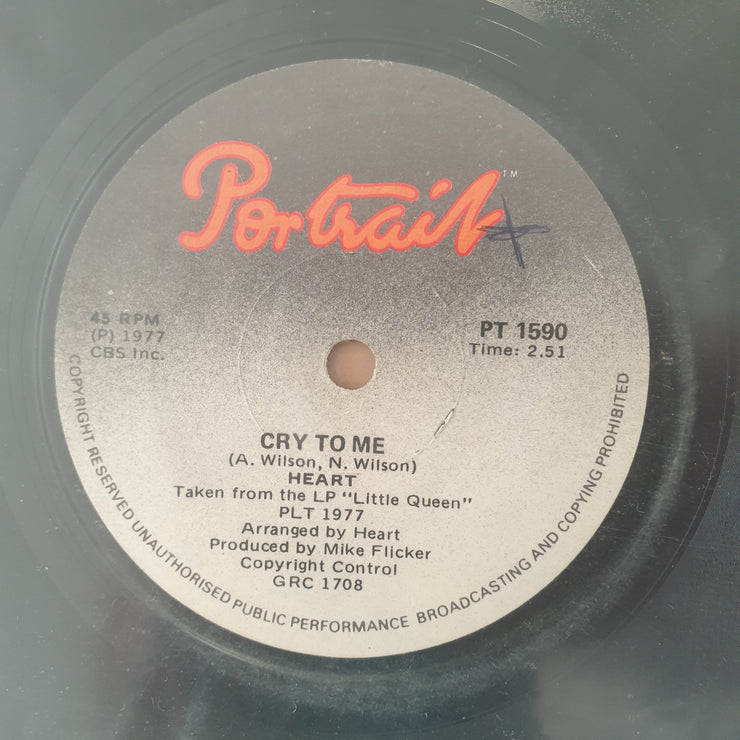 Portrait™
45 RPM
(P) 1977
CBS Inc.
PT 1590
Time: 2.51
CRY TO ME
(A. Wilson, N. Wilson)
HEART
Taken from the LP "Little Queen"
PLT 1977
Arranged by Heart
Produced by Mike Flicker
Copyright Control
GRC 1708
COPYRIGHT RESERVED UNAUTHORISED PUBLIC PERFORMANCE BROADCASTING AND COPYING PROHIBITED